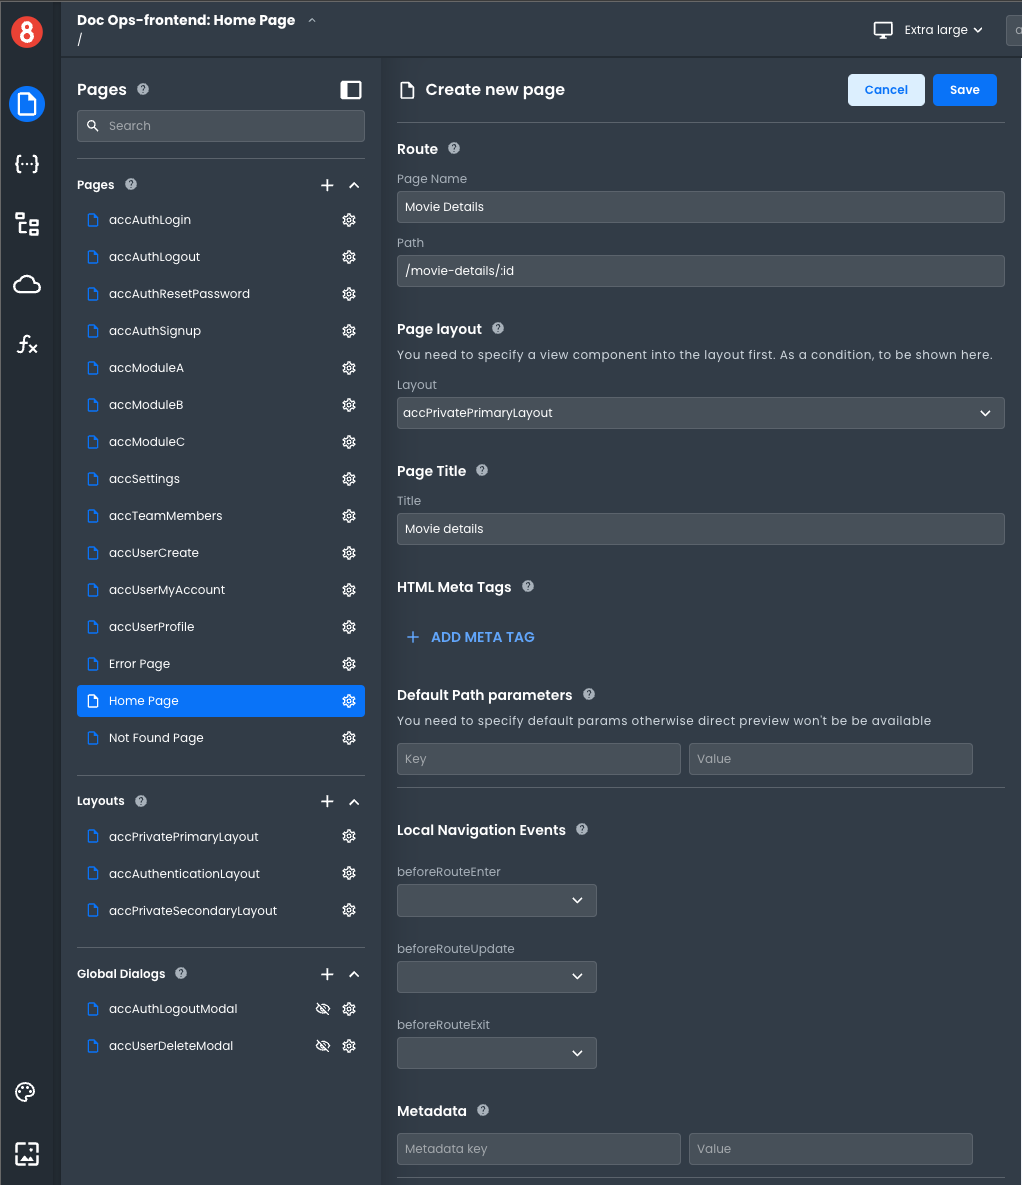 8
Doc Ops-frontend: Home Page
/
Extra large
Pages
Search
Pages
accAuthLogin
accAuthLogout
accAuthResetPassword
accAuthSignup
accModuleA
accModuleB
accModuleC
accSettings
accTeamMembers
accUserCreate
accUserMyAccount
accUserProfile
Error Page
Home Page
Not Found Page
Layouts
accPrivatePrimaryLayout
accAuthenticationLayout
accPrivateSecondaryLayout
Global Dialogs
accAuthLogoutModal
accUserDeleteModal
Create new page
Cancel
Save
Route
Page Name
Movie Details
Path
/movie-details/:id
Page layout
You need to specify a view component into the layout first. As a condition, to be shown here.
Layout
accPrivatePrimaryLayout
Page Title
Title
Movie details
HTML Meta Tags
+ ADD META TAG
Default Path parameters
You need to specify default params otherwise direct preview won't be be available
Key
Value
Local Navigation Events
beforeRouteEnter
beforeRouteUpdate
beforeRouteExit
Metadata
Metadata key
Value